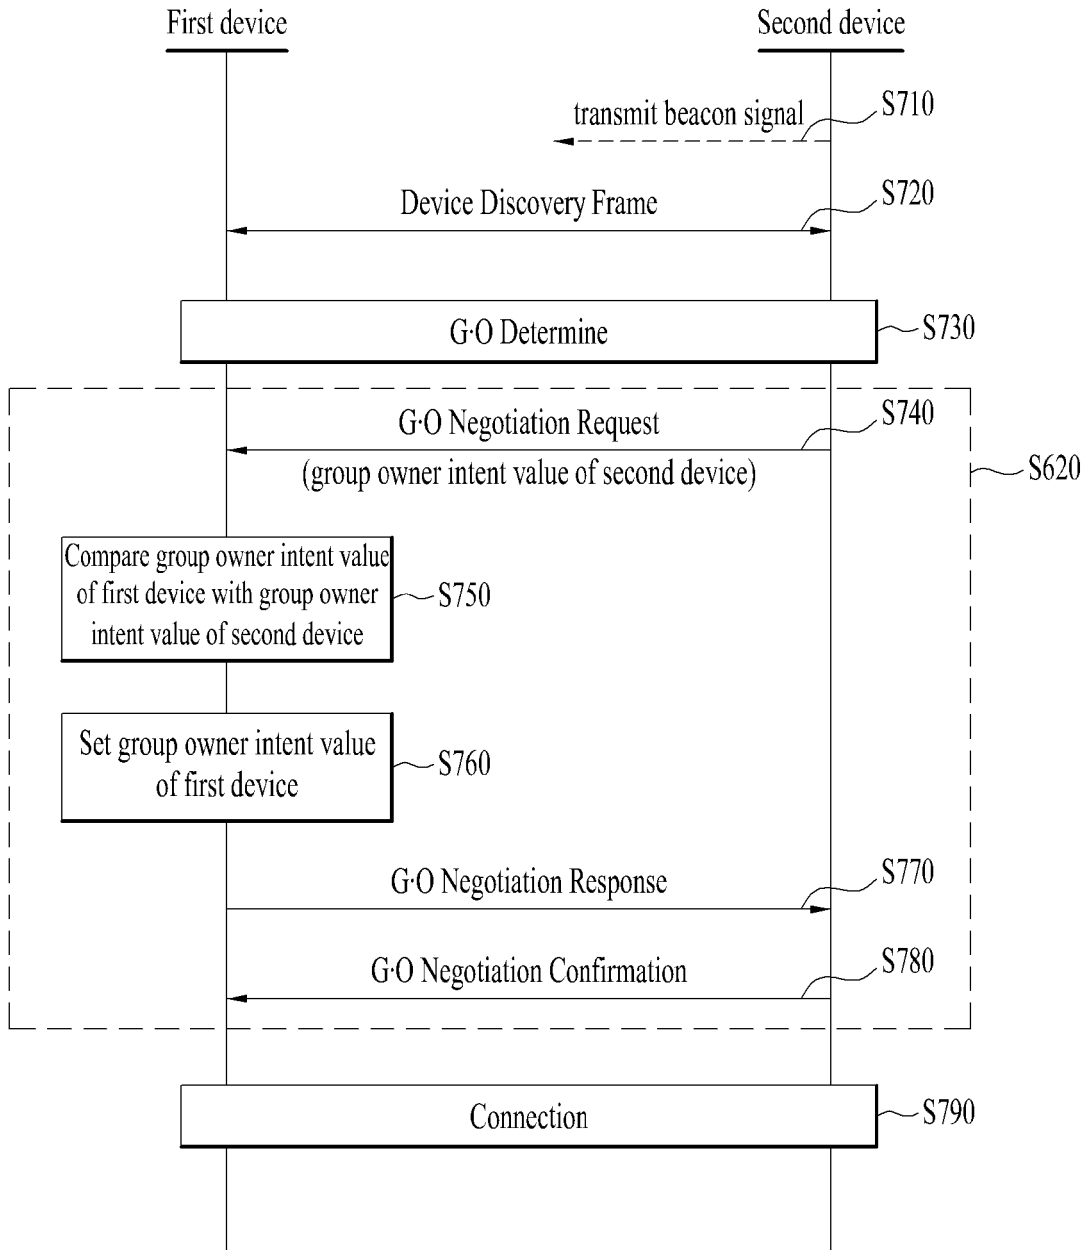 First device
Second device
transmit beacon signal
S710
Device Discovery Frame
S720
G·O Determine
S730
G·O Negotiation Request
S740
(group owner intent value of second device)
S620
Compare group owner intent value
of first device with group owner
intent value of second device
S750
Set group owner intent value
of first device
S760
G·O Negotiation Response
S770
G·O Negotiation Confirmation
S780
Connection
S790